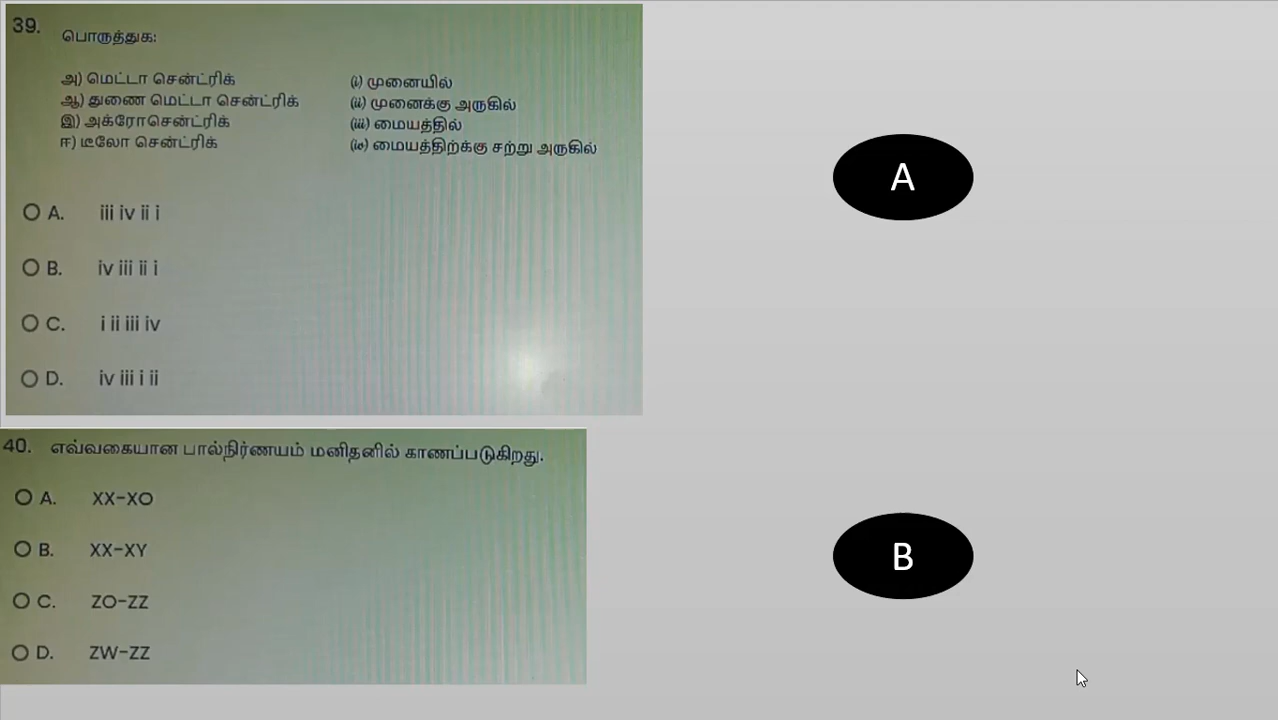 39. பொருத்துக:
அ) மெட்டா சென்ட்ரிக் (i) முனையில்
ஆ) துணை மெட்டா சென்ட்ரிக் (ii) முனைக்கு அருகில்
இ) அக்ரோசென்ட்ரிக் (iii) மையத்தில்
ஈ) டீலோ சென்ட்ரிக் (iv) மையத்திற்க்கு சற்று அருகில்
A. iii iv ii i
B. iv iii ii i
C. i ii iii iv
D. iv iii i ii
A
40. எவ்வகையான பால்நிர்ணயம் மனிதனில் காணப்படுகிறது.
A. XX-XO
B. XX-XY
C. ZO-ZZ
D. ZW-ZZ
B